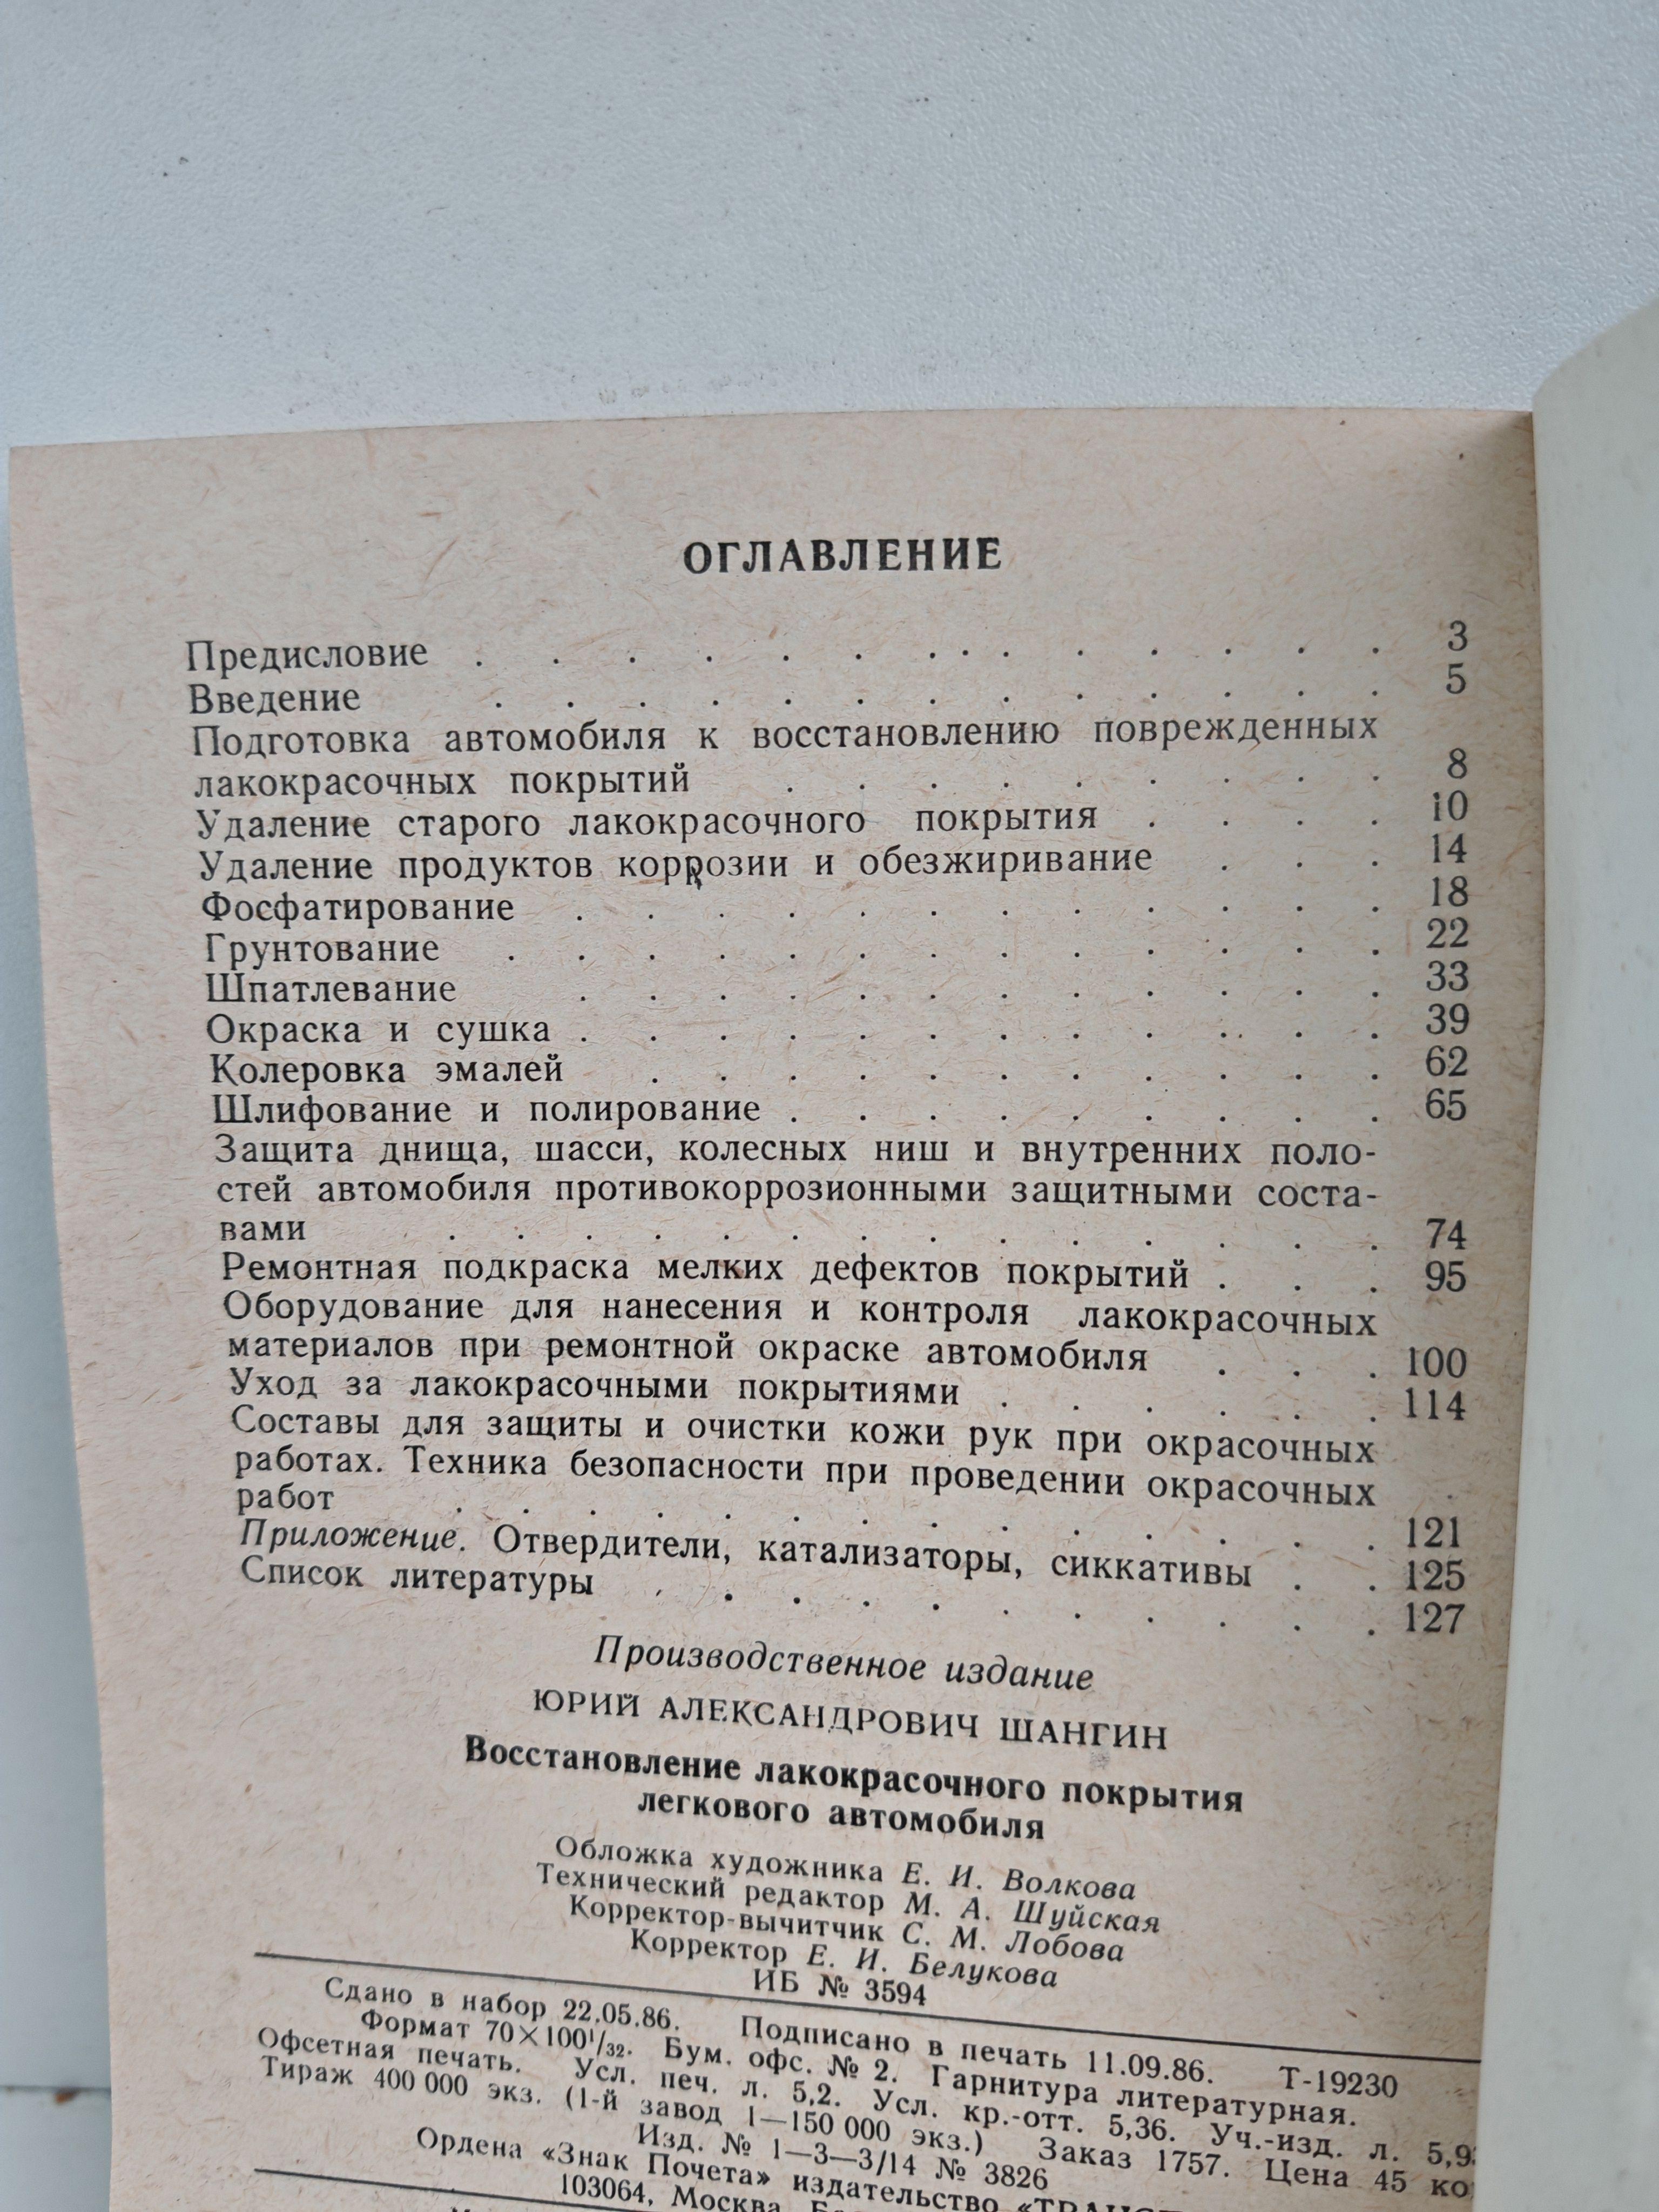 ОГЛАВЛЕНИЕ
Предисловие . . . . . . . . . . . . . . 3
Введение . . . . . . . . . . . . . 5
Подготовка автомобиля к восстановлению поврежденных
лакокрасочных покрытий . . . . . . . . . 8
Удаление старого лакокрасочного покрытия . . . . 10
Удаление продуктов коррозии и обезжиривание . . . 14
Фосфатирование . . . . . . . . . . . . 18
Грунтование . . . . . . . . . . . . . 22
Шпатлевание . . . . . . . . . . . . 33
Окраска и сушка . . . . . . . . . . . . 39
Колеровка эмалей . . . . . . . . . . . 62
Шлифование и полирование . . . . . . . . . 65
Защита днища, шасси, колесных ниш и внутренних поло-
стей автомобиля противокоррозионными защитными соста-
вами . . . . . . . . . . . . . . 74
Ремонтная подкраска мелких дефектов покрытий . . . 95
Оборудование для нанесения и контроля лакокрасочных
материалов при ремонтной окраске автомобиля . . . 100
Уход за лакокрасочными покрытиями . . . . . . 114
Составы для защиты и очистки кожи рук при окрасочных
работах. Техника безопасности при проведении окрасочных
работ . . . . . . . . . . . . . . 121
Приложение. Отвердители, катализаторы, сиккативы . . 125
Список литературы . . . . . . . . . . . 127
Производственное издание
ЮРИЙ АЛЕКСАНДРОВИЧ ШАНГИН
Восстановление лакокрасочного покрытия
легкового автомобиля
Обложка художника Е. И. Волкова
Технический редактор М. А. Шуйская
Корректор-вычитчик С. М. Лобова
Корректор Е. И. Белукова
ИБ № 3594
Сдано в набор 22.05.86. Подписано в печать 11.09.86. Т-19230
Формат 70×100 1/32. Бум. офс. № 2. Гарнитура литературная.
Офсетная печать. Усл. печ. л. 5,2. Усл. кр.-отт. 5,36. Уч.-изд. л. 5,9
Тираж 400 000 экз. (1-й завод 1—150 000 экз.) Заказ 1757. Цена 45 ко
Изд. № 1—3—3/14 № 3826
Ордена «Знак Почета» издательство
103064, Москва,